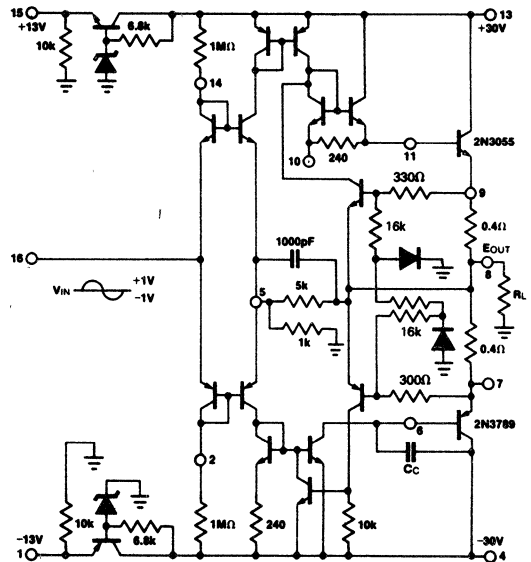 15
+13V
10k
6.8k
1MΩ
14
13
+30V
10
240
11
2N3055
330Ω
9
16k
0.4Ω
EOUT
8
RL
1000pF
16
VIN
+1V
−1V
5
5k
1k
16k
0.4Ω
300Ω
7
6
2N3789
CC
2
10k
6.8k
1MΩ
240
10k
−13V
1
−30V
4